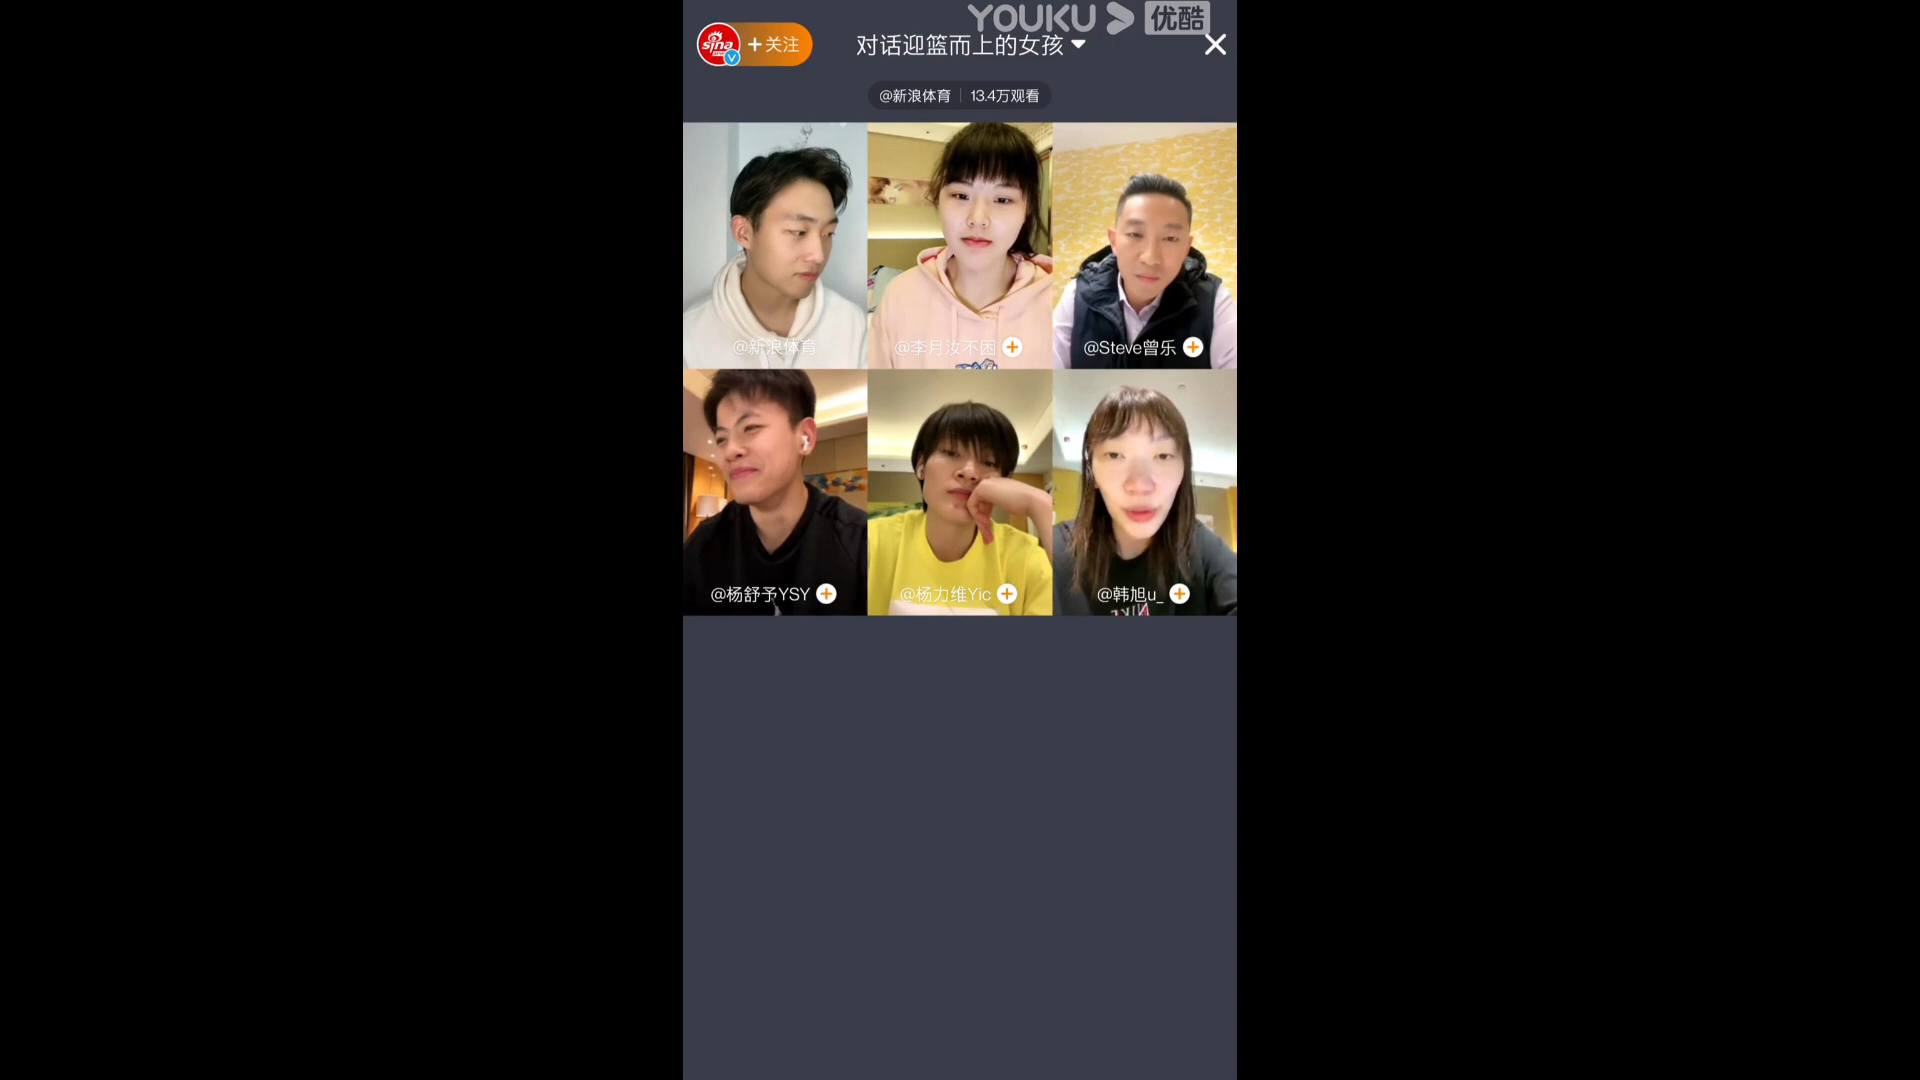 YOUKU 优酷
sina
V
+关注
对话迎篮而上的女孩
@新浪体育 | 13.4万观看
@新浪体育
@李月汝不困
@Steve曾乐
@杨舒予YSY
@杨力维Yic
@韩旭u_
NIKE